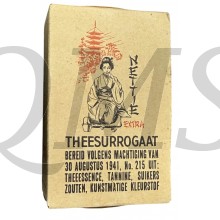 NETTIE
EXTRA
THEESURROGAAT
BEREID VOLGENS MACHTIGING VAN
30 AUGUSTUS 1941, No. 215 UIT:
THEEESSENCE, TANNINE, SUIKERS
ZOUTEN, KUNSTMATIGE KLEURSTOF